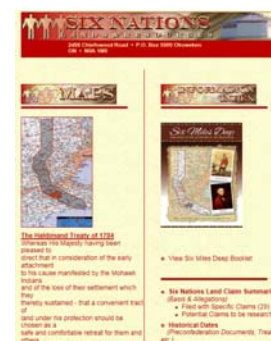 SIX NATIONS
LANDS & RESOURCES
2498 Chiefswood Road • P.O. Box 5000 Ohsweken
ON • N0A 1M0
MAPS
INFORMATION
INDEX
Six Miles Deep
The Haldimand Treaty of 1784
Whereas His Majesty having been
pleased to
direct that in consideration of the early
attachment
to his cause manifested by the Mohawk
Indians
and of the loss of their settlement which
they
thereby sustained - that a convenient tract
of
land under his protection should be
chosen as a
safe and comfortable retreat for them and
View Six Miles Deep Booklet
Six Nations Land Claim Summari
(Basis & Allegations)
Filed with Specific Claims (29)
Potential Claims to be research
Historical Dates
(Preconfederation Documents, Trea